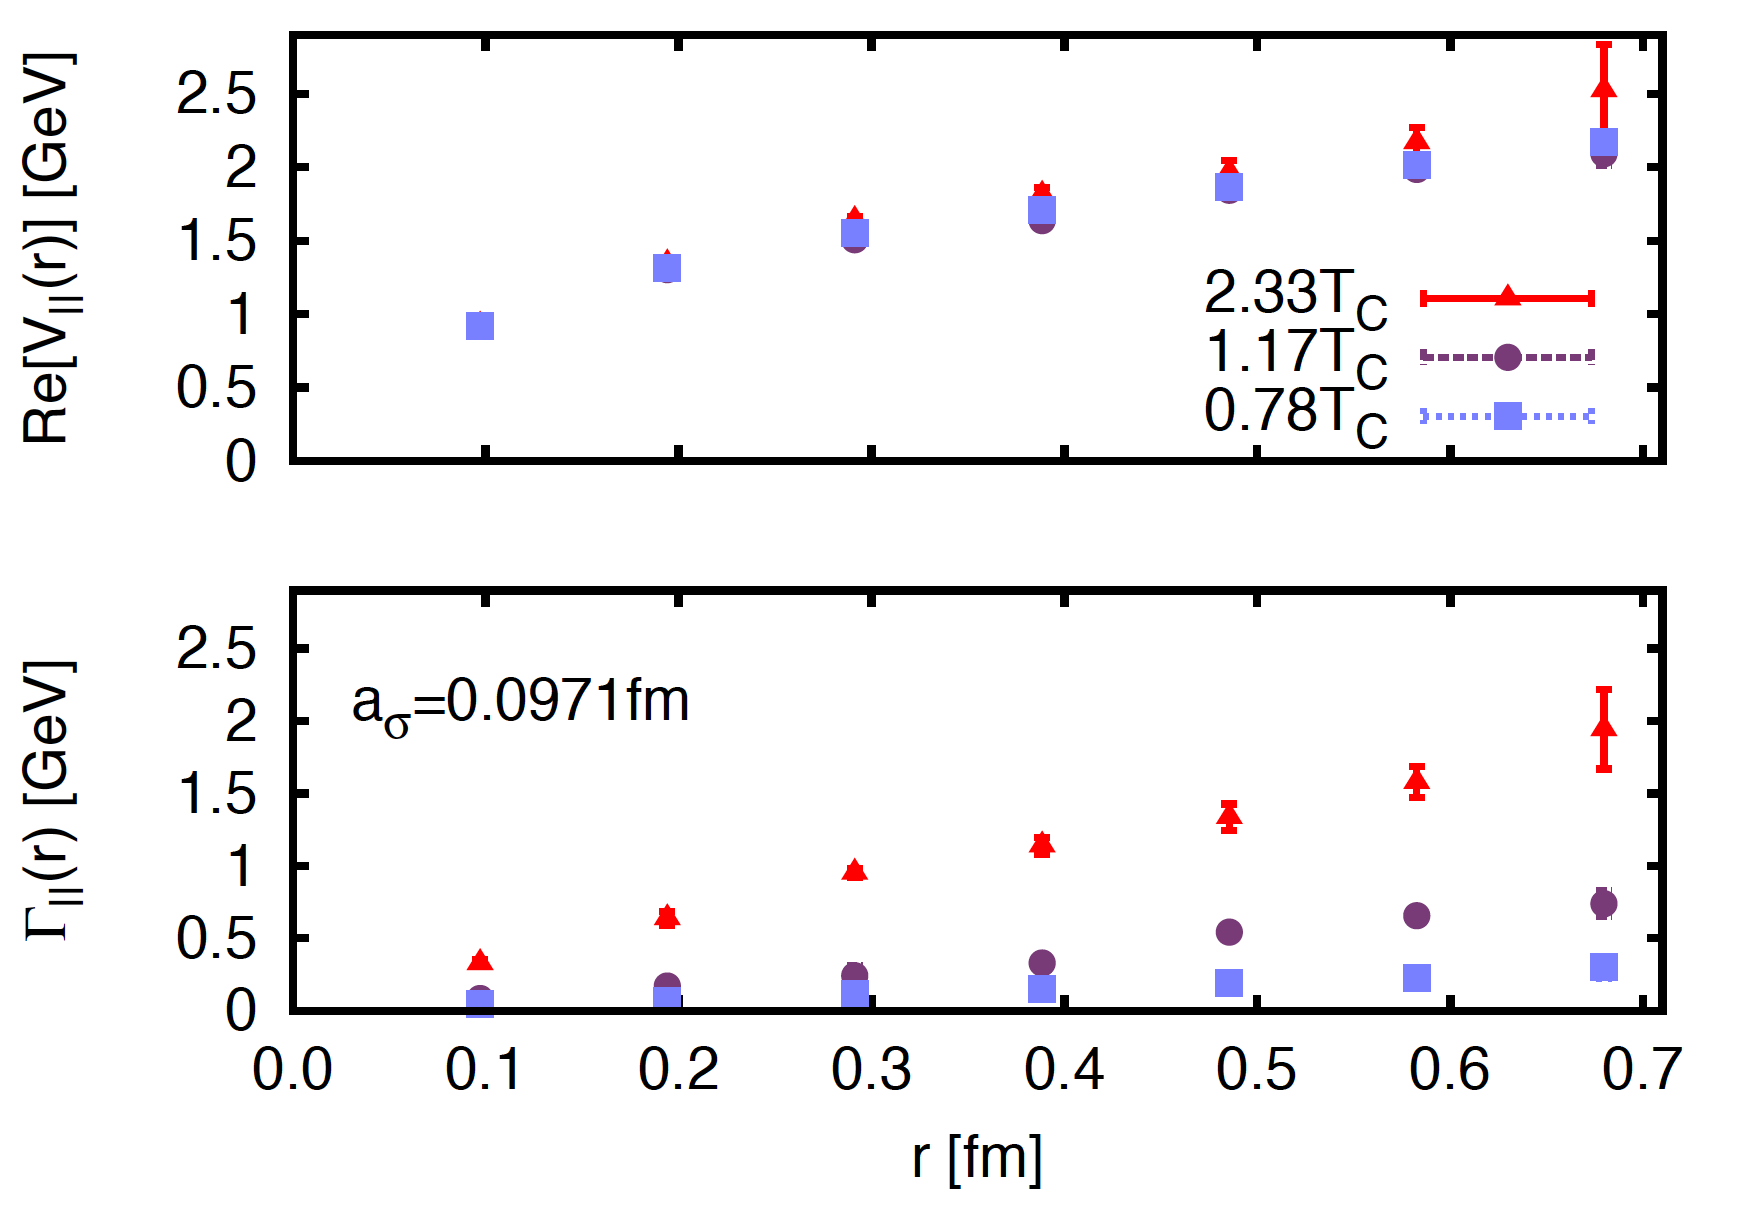 Re[V||(r)] [GeV]
2.5
2
1.5
1
0.5
0
2.33TC
1.17TC
0.78TC
Γ||(r) [GeV]
2.5
2
1.5
1
0.5
0
aσ=0.0971fm
0.0 0.1 0.2 0.3 0.4 0.5 0.6 0.7
r [fm]